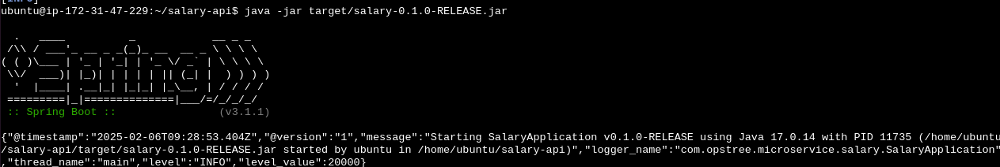 ubuntu@ip-172-31-47-229:~/salary-api$ java -jar target/salary-0.1.0-RELEASE.jar
  .   ____          _            __ _ _
 /\\ / ___'_ __ _ _(_)_ __  __ _ \ \ \ \
( ( )\___ | '_ | '_| | '_ \/ _` | \ \ \ \
 \\/  ___)| |_)| | | | | || (_| |  ) ) ) )
  '  |____| .__|_| |_|_| |_\__, | / / / /
 =========|_|==============|___/=/_/_/_/
 :: Spring Boot ::                (v3.1.1)
{"@timestamp":"2025-02-06T09:28:53.404Z","@version":"1","message":"Starting SalaryApplication v0.1.0-RELEASE using Java 17.0.14 with PID 11735 (/home/ubuntu
/salary-api/target/salary-0.1.0-RELEASE.jar started by ubuntu in /home/ubuntu/salary-api)","logger_name":"com.opstree.microservice.salary.SalaryApplication"
,"thread_name":"main","level":"INFO","level_value":20000}